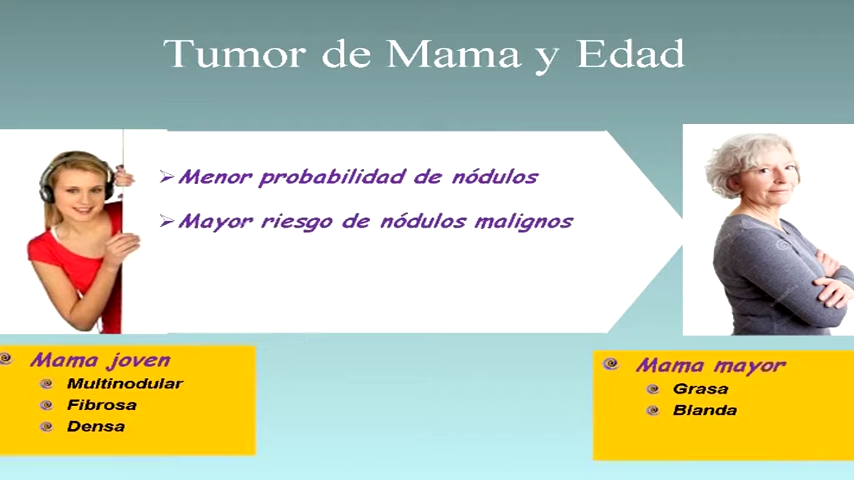 Tumor de Mama y Edad
Menor probabilidad de nódulos
Mayor riesgo de nódulos malignos
Mama joven
Multinodular
Fibrosa
Densa
Mama mayor
Grasa
Blanda